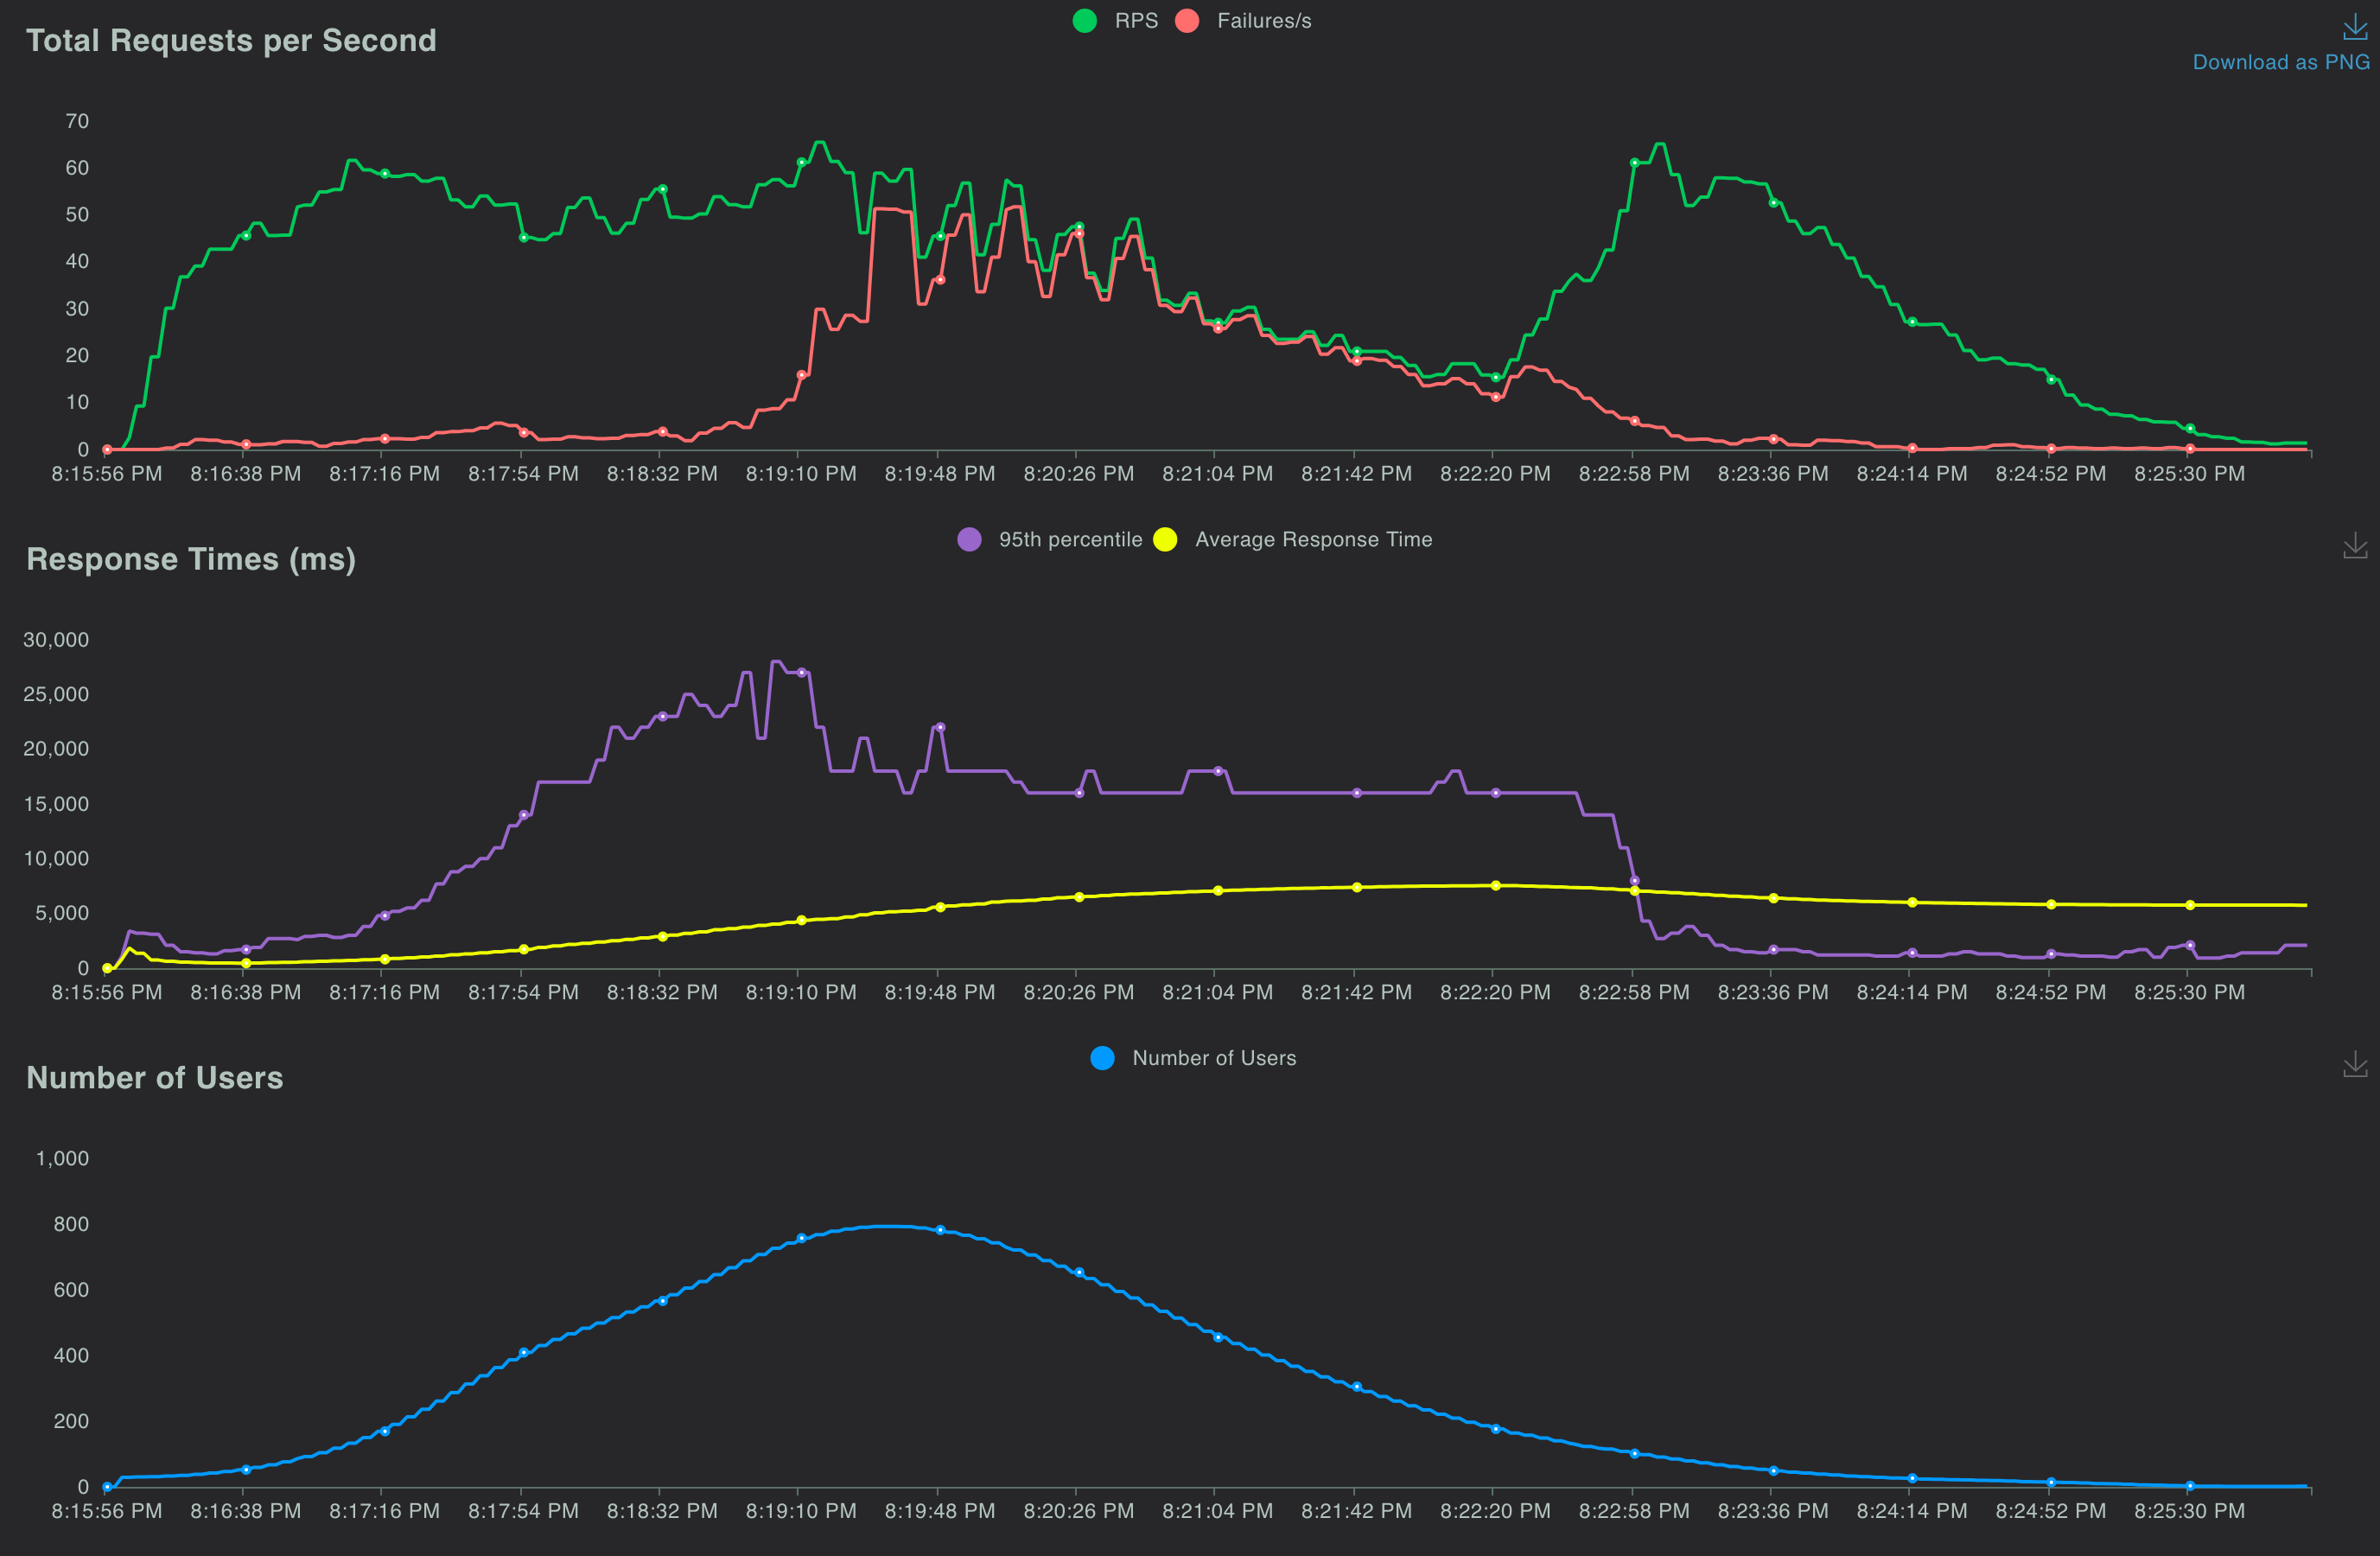 RPS Failures/s
Total Requests per Second
Download as PNG
70
60
50
40
30
20
10
0
8:15:56 PM 8:16:38 PM 8:17:16 PM 8:17:54 PM 8:18:32 PM 8:19:10 PM 8:19:48 PM 8:20:26 PM 8:21:04 PM 8:21:42 PM 8:22:20 PM 8:22:58 PM 8:23:36 PM 8:24:14 PM 8:24:52 PM 8:25:30 PM
95th percentile Average Response Time
Response Times (ms)
30,000
25,000
20,000
15,000
10,000
5,000
0
8:15:56 PM 8:16:38 PM 8:17:16 PM 8:17:54 PM 8:18:32 PM 8:19:10 PM 8:19:48 PM 8:20:26 PM 8:21:04 PM 8:21:42 PM 8:22:20 PM 8:22:58 PM 8:23:36 PM 8:24:14 PM 8:24:52 PM 8:25:30 PM
Number of Users
Number of Users
1,000
800
600
400
200
0
8:15:56 PM 8:16:38 PM 8:17:16 PM 8:17:54 PM 8:18:32 PM 8:19:10 PM 8:19:48 PM 8:20:26 PM 8:21:04 PM 8:21:42 PM 8:22:20 PM 8:22:58 PM 8:23:36 PM 8:24:14 PM 8:24:52 PM 8:25:30 PM